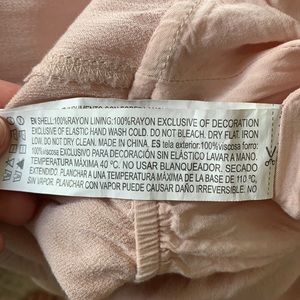 EN SHELL:100%RAYON LINING:100%RAYON EXCLUSIVE OF DECORATION
EXCLUSIVE OF ELASTIC HAND WASH COLD. DO NOT BLEACH. DRY FLAT. IRON
LOW. DO NOT DRY CLEAN. MADE IN CHINA. ES tela exterior:100%viscosa forro:
100%viscosa EXCLUSIVO PARA DECORACIÓN SIN ELÁSTICO LAVAR A MANO.
TEMPERATURA MAXIMA 40 ºC. NO USAR BLANQUEADOR. SECADO
EXTENDIDO. PLANCHAR A TEMPERATURA MÁXIMA DE LA BASE DE 110 ºC,
SIN VAPOR. PLANCHAR CON VAPOR PUEDE CAUSAR DAÑO IRREVERSIBLE. NO